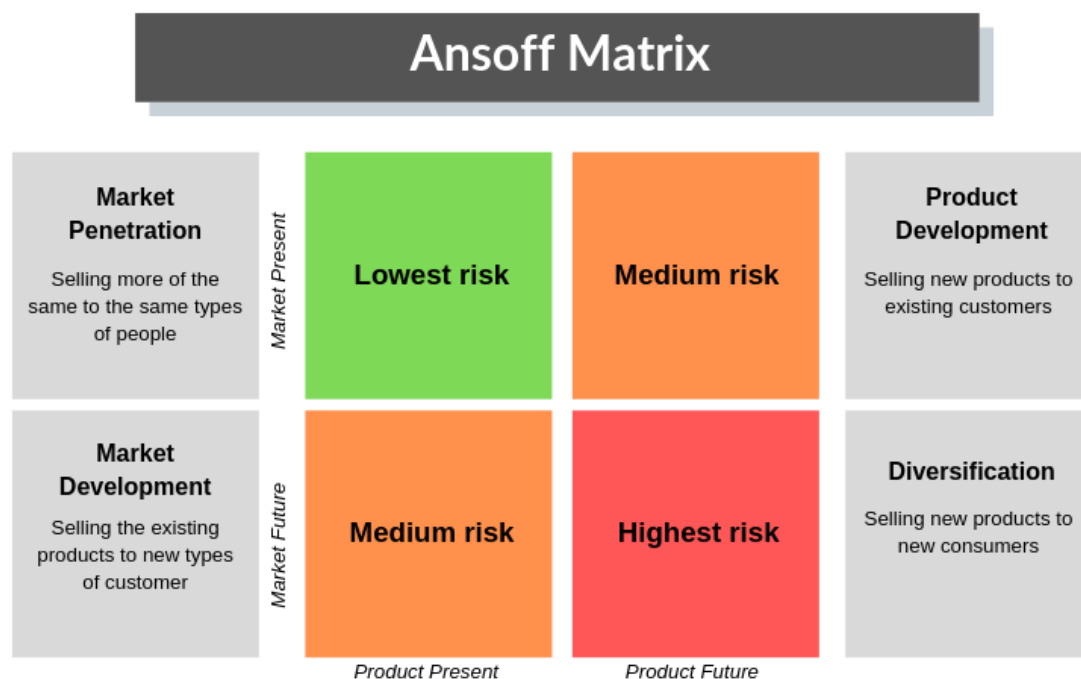 Ansoff Matrix
Market
Penetration
Selling more of the
same to the same types
of people
Market Present
Lowest risk
Medium risk
Product
Development
Selling new products to
existing customers
Market
Development
Selling the existing
products to new types
of customer
Market Future
Medium risk
Highest risk
Diversification
Selling new products to
new consumers
Product Present
Product Future